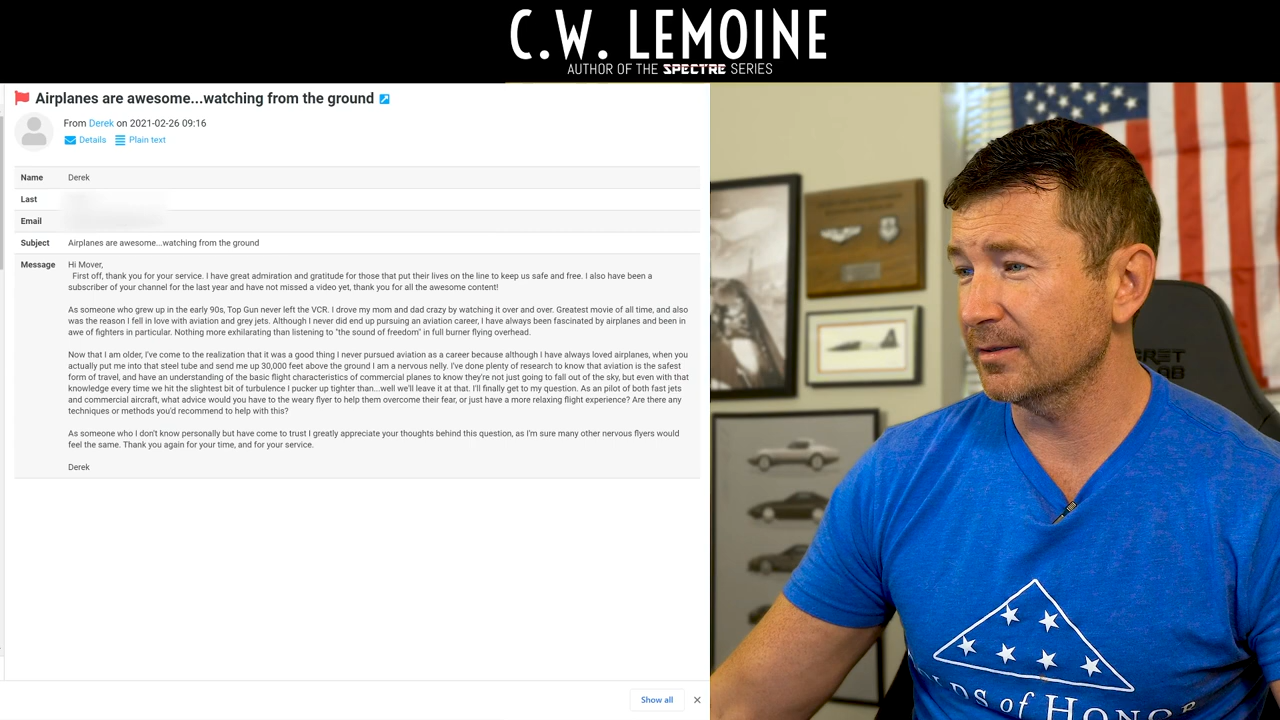 C.W. LEMOINE
AUTHOR OF THE SPECTRE SERIES
Airplanes are awesome...watching from the ground
From Derek on 2021-02-26 09:16
Details Plain text
Name Derek
Last
Email
Subject Airplanes are awesome...watching from the ground
Message Hi Mover,
First off, thank you for your service. I have great admiration and gratitude for those that put their lives on the line to keep us safe and free. I also have been a
subscriber of your channel for the last year and have not missed a video yet, thank you for all the awesome content!
As someone who grew up in the early 90s, Top Gun never left the VCR. I drove my mom and dad crazy by watching it over and over. Greatest movie of all time, and also
was the reason I fell in love with aviation and grey jets. Although I never did end up pursuing an aviation career, I have always been fascinated by airplanes and been in
awe of fighters in particular. Nothing more exhilarating than listening to "the sound of freedom" in full burner flying overhead.
Now that I am older, I've come to the realization that it was a good thing I never pursued aviation as a career because although I have always loved airplanes, when you
actually put me into that steel tube and send me up 30,000 feet above the ground I am a nervous nelly. I've done plenty of research to know that aviation is the safest
form of travel, and have an understanding of the basic flight characteristics of commercial planes to know they're not just going to fall out of the sky, but even with that
knowledge every time we hit the slightest bit of turbulence I pucker up tighter than...well we'll leave it at that. I'll finally get to my question. As an pilot of both fast jets
and commercial aircraft, what advice would you have to the weary flyer to help them overcome their fear, or just have a more relaxing flight experience? Are there any
techniques or methods you'd recommend to help with this?
As someone who I don't know personally but have come to trust I greatly appreciate your thoughts behind this question, as I'm sure many other nervous flyers would
feel the same. Thank you again for your time, and for your service.
Derek
Show all
DS of HONOR